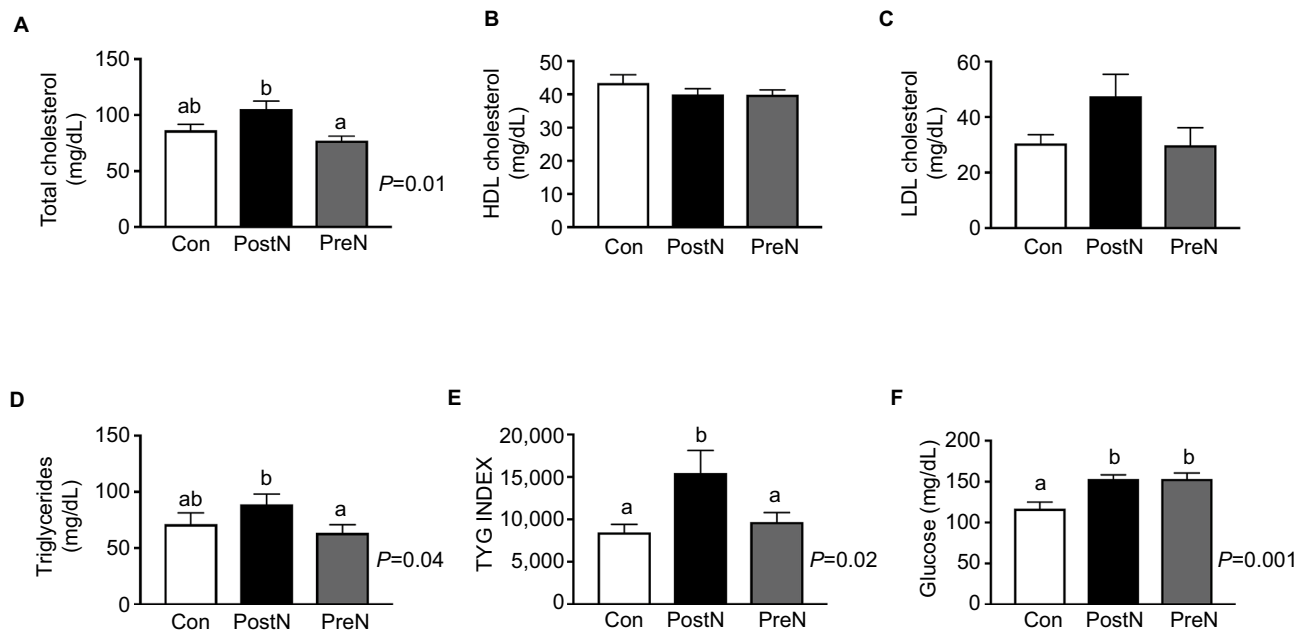 A
Total cholesterol
(mg/dL)
150
100
50
0
ab
b
a
P=0.01
Con PostN PreN
B
HDL cholesterol
(mg/dL)
50
40
30
20
10
0
Con PostN PreN
C
LDL cholesterol
(mg/dL)
60
40
20
0
Con PostN PreN
D
Triglycerides
(mg/dL)
150
100
50
0
ab
b
a
P=0.04
Con PostN PreN
E
TYG INDEX
20,000
15,000
10,000
5,000
0
a
b
a
P=0.02
Con PostN PreN
F
Glucose (mg/dL)
200
150
100
50
0
a
b
b
P=0.001
Con PostN PreN